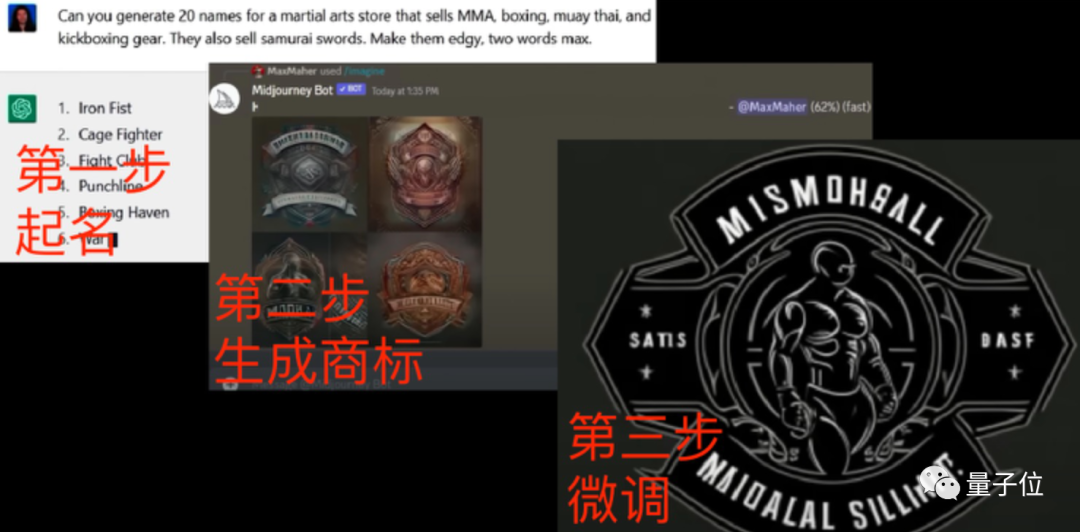 Can you generate 20 names for a martial arts store that sells MMA, boxing, muay thai, and
kickboxing gear. They also sell samurai swords. Make them edgy, two words max.
1. Iron Fist
2. Cage Fighter
3. Fight Club
4. Punchline
5. Boxing Haven
6. War
第一步
起名
MaxMaher used /imagine
Midjourney Bot ✓ BOT Today at 1:35 PM
- @MaxMaher (62%) (fast)
第二步
生成商标
MISMOH8ALL
SATIS
DASF
第三步
微调
量子位